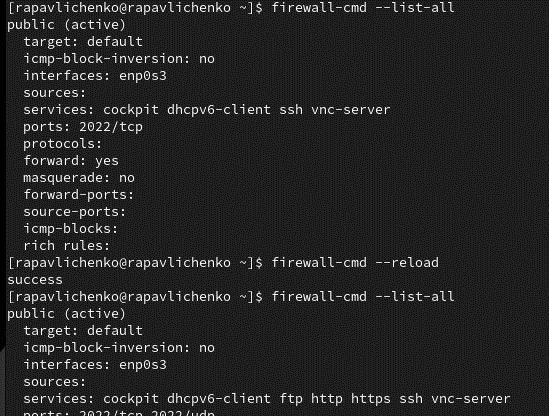 [rapavlichenko@rapavlichenko ~]$ firewall-cmd --list-all
public (active)
  target: default
  icmp-block-inversion: no
  interfaces: enp0s3
  sources:
  services: cockpit dhcpv6-client ssh vnc-server
  ports: 2022/tcp
  protocols:
  forward: yes
  masquerade: no
  forward-ports:
  source-ports:
  icmp-blocks:
  rich rules:
[rapavlichenko@rapavlichenko ~]$ firewall-cmd --reload
success
[rapavlichenko@rapavlichenko ~]$ firewall-cmd --list-all
public (active)
  target: default
  icmp-block-inversion: no
  interfaces: enp0s3
  sources:
  services: cockpit dhcpv6-client ftp http https ssh vnc-server
  ports: 2022/tcp 2022/udp